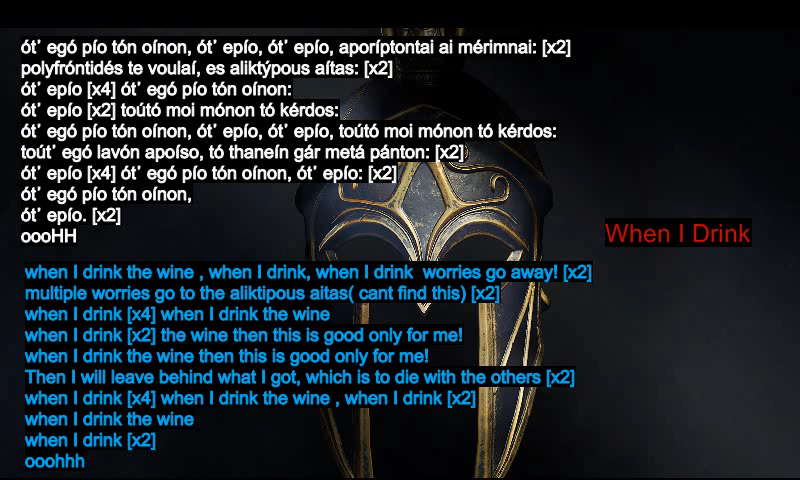 ót’ egó pío tón oínon, ót’ epío, ót’ epío, aporíptontai ai mérimnai: [x2]
polyfróntidés te voulaí, es aliktýpous aítas: [x2]
ót’ epío [x4] ót’ egó pío tón oínon:
ót’ epío [x2] toútó moi mónon tó kérdos:
ót’ egó pío tón oínon, ót’ epío, ót’ epío, toútó moi mónon tó kérdos:
toút’ egó lavón apoíso, tó thaneín gár metá pánton: [x2]
ót’ epío [x4] ót’ egó pío tón oínon, ót’ epío: [x2]
ót’ egó pío tón oínon,
ót’ epío. [x2]
oooHH
When I Drink
when I drink the wine , when I drink, when I drink  worries go away! [x2]
multiple worries go to the aliktipous aitas( cant find this) [x2]
when I drink [x4] when I drink the wine
when I drink [x2] the wine then this is good only for me!
when I drink the wine then this is good only for me!
Then I will leave behind what I got, which is to die with the others [x2]
when I drink [x4] when I drink the wine , when I drink [x2]
when I drink the wine
when I drink [x2]
ooohhh